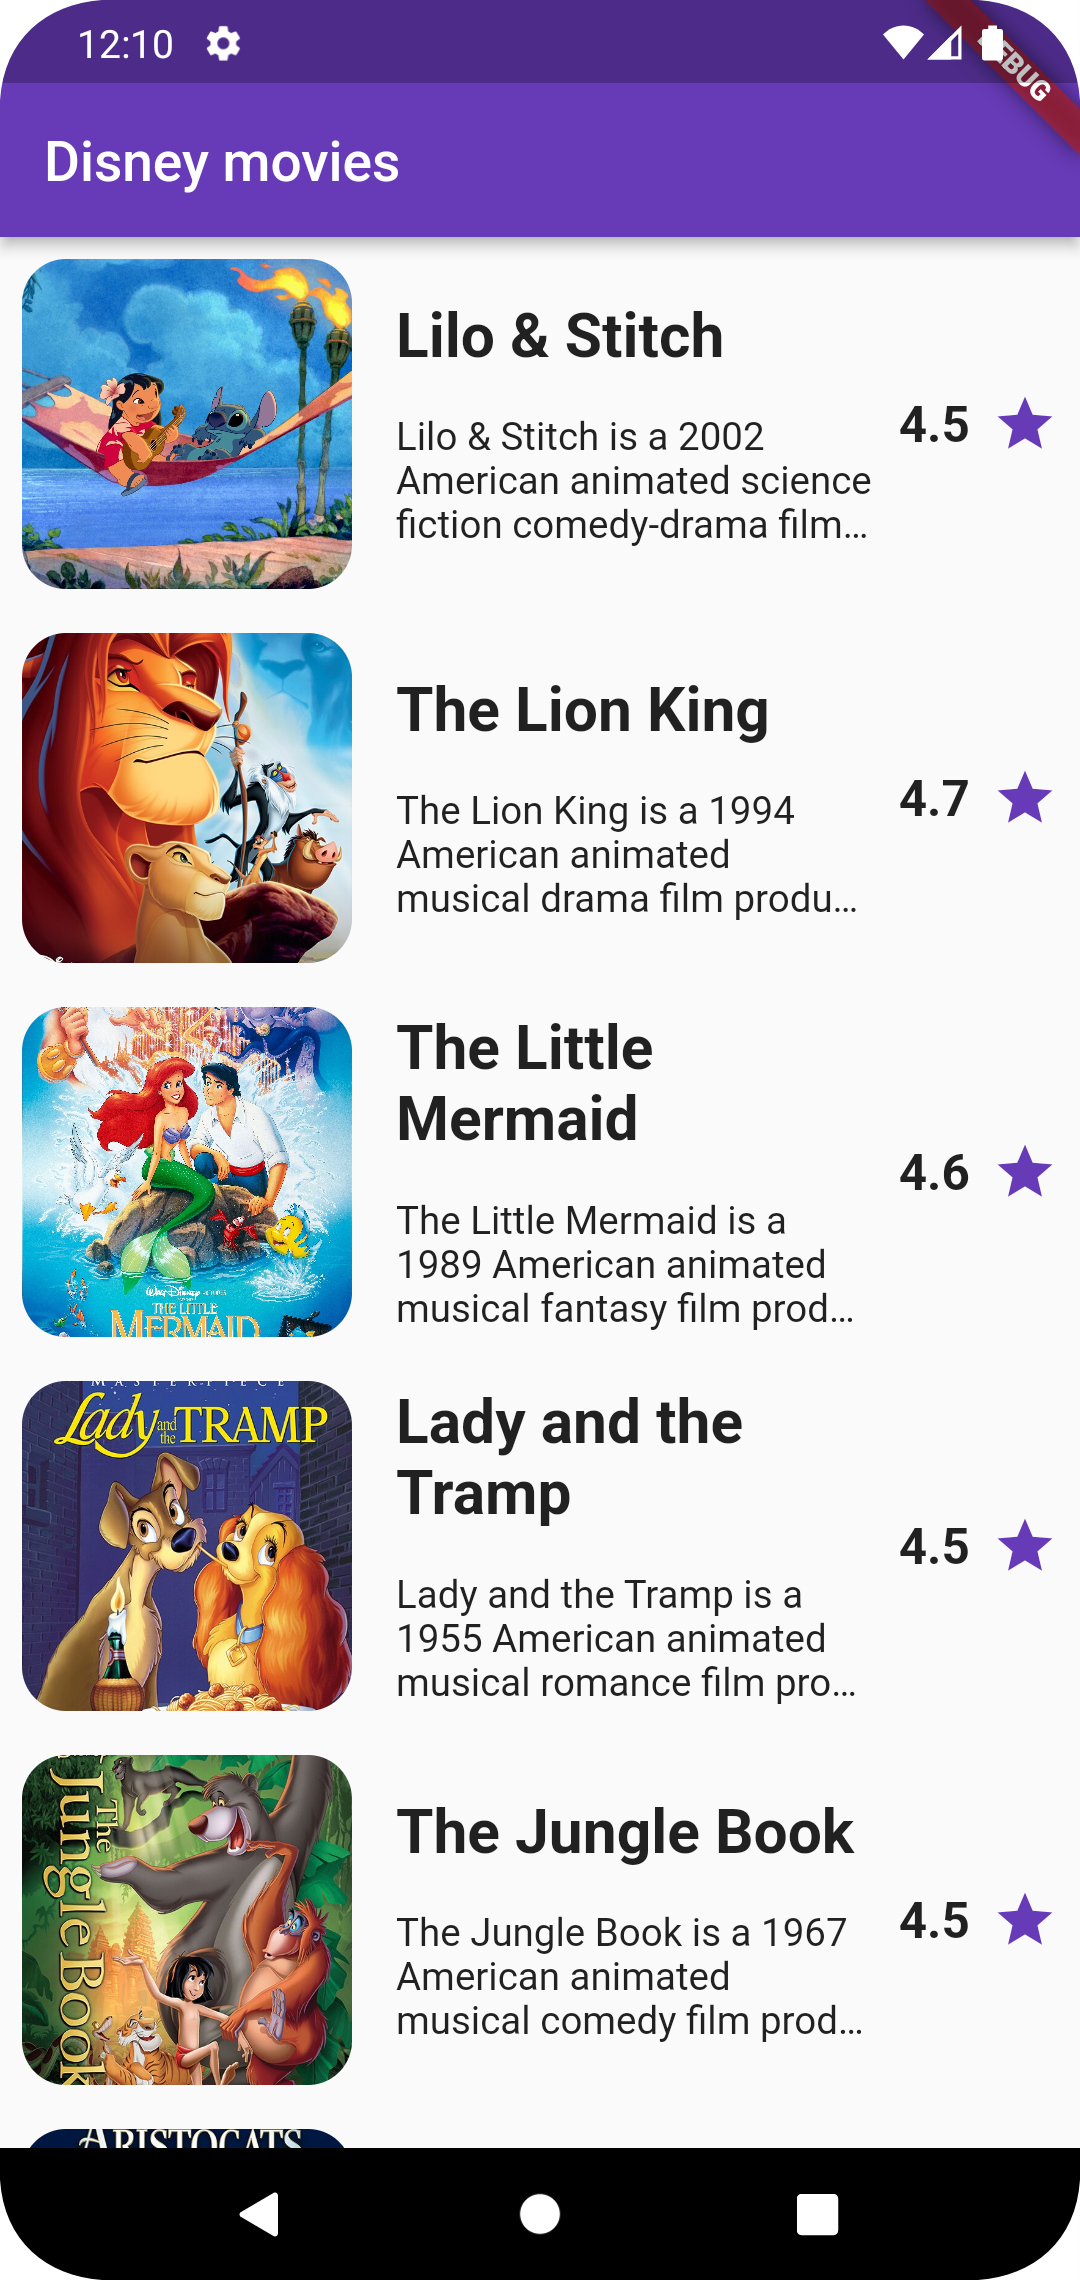 12:10
DEBUG
Disney movies
Lilo & Stitch
Lilo & Stitch is a 2002
American animated science
fiction comedy-drama film…
4.5
The Lion King
The Lion King is a 1994
American animated
musical drama film produ…
4.7
THE LITTLE
MERMAID
The Little
Mermaid
The Little Mermaid is a
1989 American animated
musical fantasy film prod…
4.6
MASTERPIECE
Lady and the TRAMP
Lady and the
Tramp
Lady and the Tramp is a
1955 American animated
musical romance film pro…
4.5
The
Jungle Book
The Jungle Book
The Jungle Book is a 1967
American animated
musical comedy film prod…
4.5
ARISTOCATS